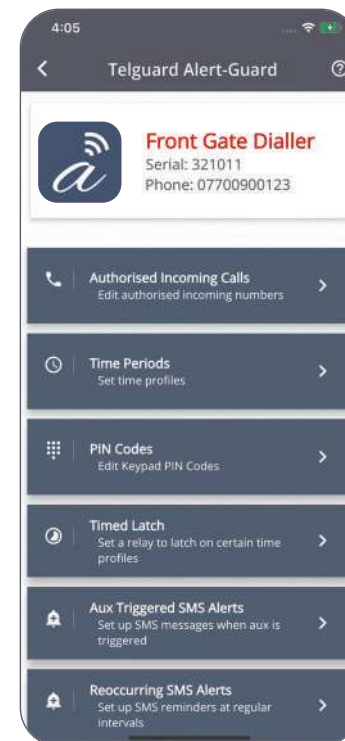 4:05
Telguard Alert-Guard
a
Front Gate Dialler
Serial: 321011
Phone: 07700900123
Authorised Incoming Calls
Edit authorised incoming numbers
Time Periods
Set time profiles
PIN Codes
Edit Keypad PIN Codes
Timed Latch
Set a relay to latch on certain time
profiles
Aux Triggered SMS Alerts
Set up SMS messages when aux is
triggered
Reoccurring SMS Alerts
Set up SMS reminders at regular
intervals